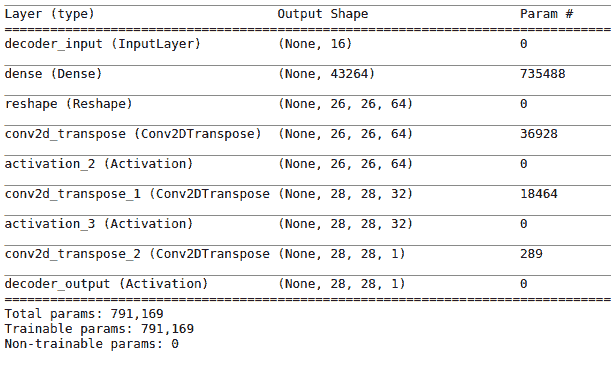 Layer (type) Output Shape Param #
=================================================================================
decoder_input (InputLayer) (None, 16) 0
dense (Dense) (None, 43264) 735488
reshape (Reshape) (None, 26, 26, 64) 0
conv2d_transpose (Conv2DTranspose) (None, 26, 26, 64) 36928
activation_2 (Activation) (None, 26, 26, 64) 0
conv2d_transpose_1 (Conv2DTranspose (None, 28, 28, 32) 18464
activation_3 (Activation) (None, 28, 28, 32) 0
conv2d_transpose_2 (Conv2DTranspose (None, 28, 28, 1) 289
decoder_output (Activation) (None, 28, 28, 1) 0
=================================================================================
Total params: 791,169
Trainable params: 791,169
Non-trainable params: 0